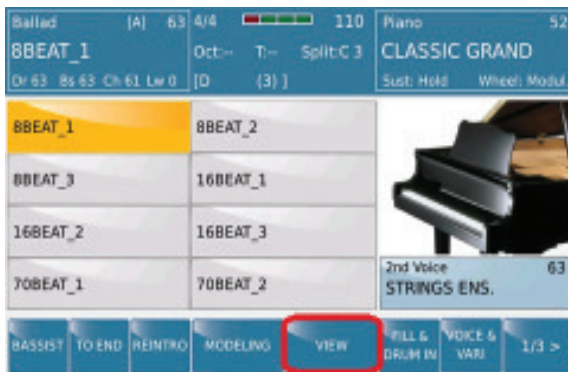 Ballad [A] 63 4/4 110 Piano 52
8BEAT_1 Oct:-- T:-- Split:C 3 CLASSIC GRAND
Dr 63 Bs 63 Ch 61 Lw 0 [D (3) ] Sust: Hold Wheel: Modul
8BEAT_1 8BEAT_2
8BEAT_3 16BEAT_1
16BEAT_2 16BEAT_3
70BEAT_1 70BEAT_2
2nd Voice 63
STRINGS ENS.
BASSIST TO END REINTRO MODELING VIEW FILL & DRUM IN VOICE & VARI 1/3 >